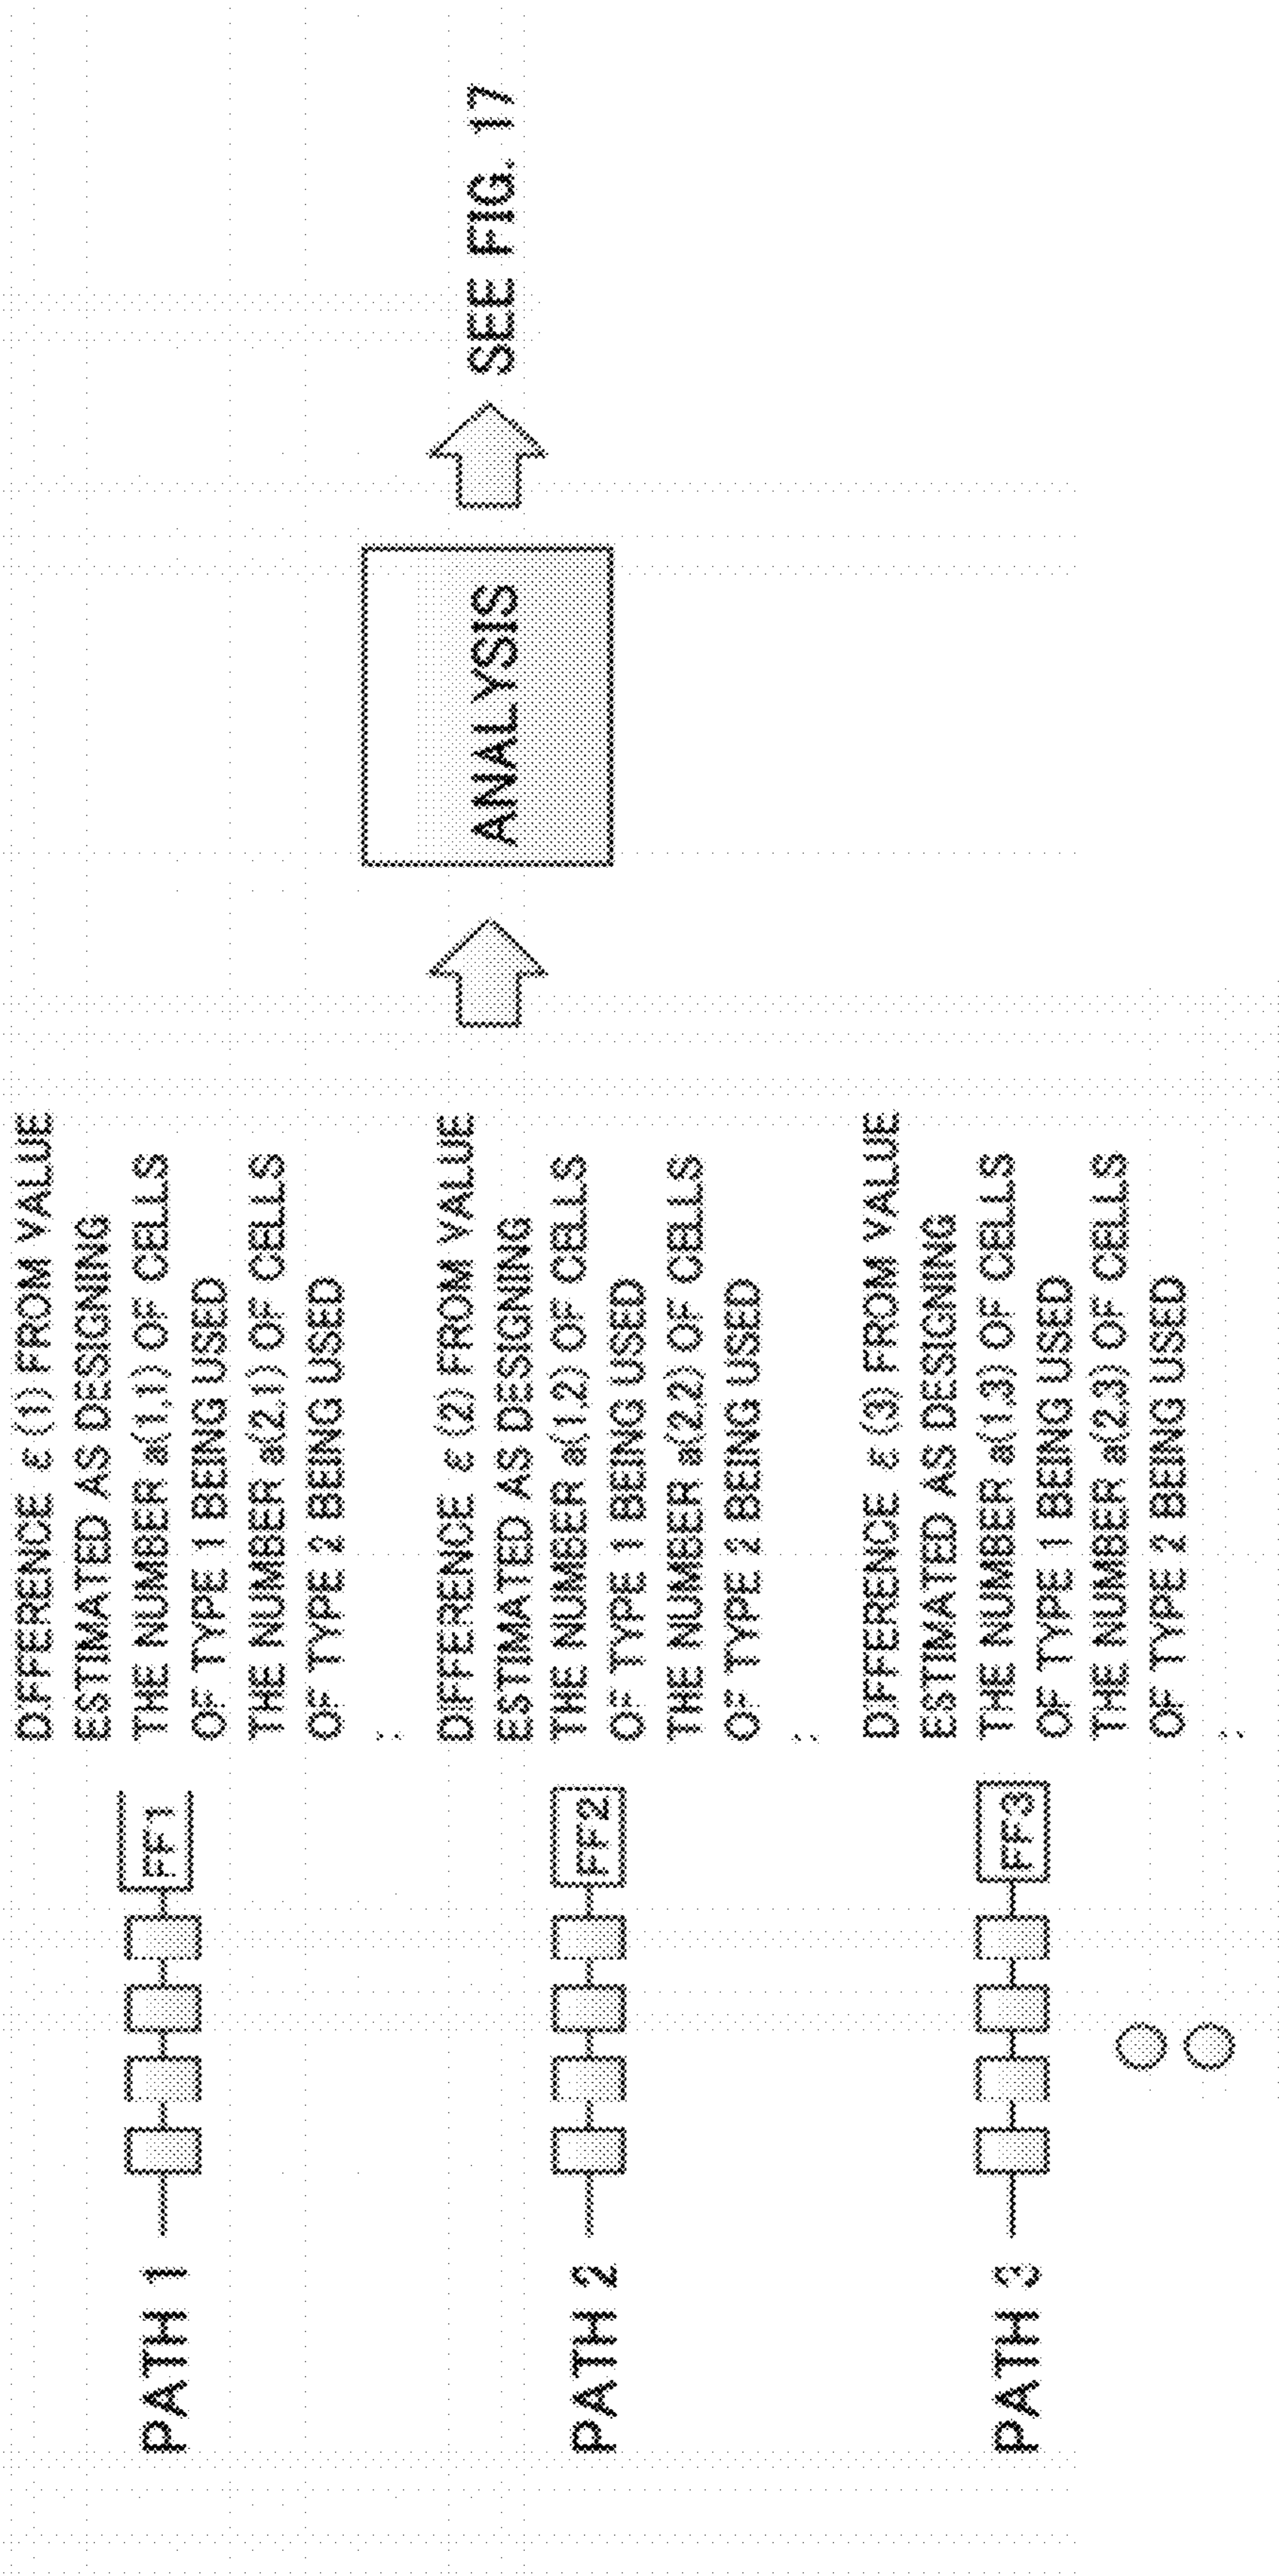 PATH 1
FF1
DIFFERENCE ε(1) FROM VALUE
ESTIMATED AS DESIGNING
THE NUMBER a(1,1) OF CELLS
OF TYPE 1 BEING USED
THE NUMBER a(2,1) OF CELLS
OF TYPE 2 BEING USED
:
PATH 2
FF2
DIFFERENCE ε(2) FROM VALUE
ESTIMATED AS DESIGNING
THE NUMBER a(1,2) OF CELLS
OF TYPE 1 BEING USED
THE NUMBER a(2,2) OF CELLS
OF TYPE 2 BEING USED
:
PATH 3
FF3
DIFFERENCE ε(3) FROM VALUE
ESTIMATED AS DESIGNING
THE NUMBER a(1,3) OF CELLS
OF TYPE 1 BEING USED
THE NUMBER a(2,3) OF CELLS
OF TYPE 2 BEING USED
:
ANALYSIS
SEE FIG. 17